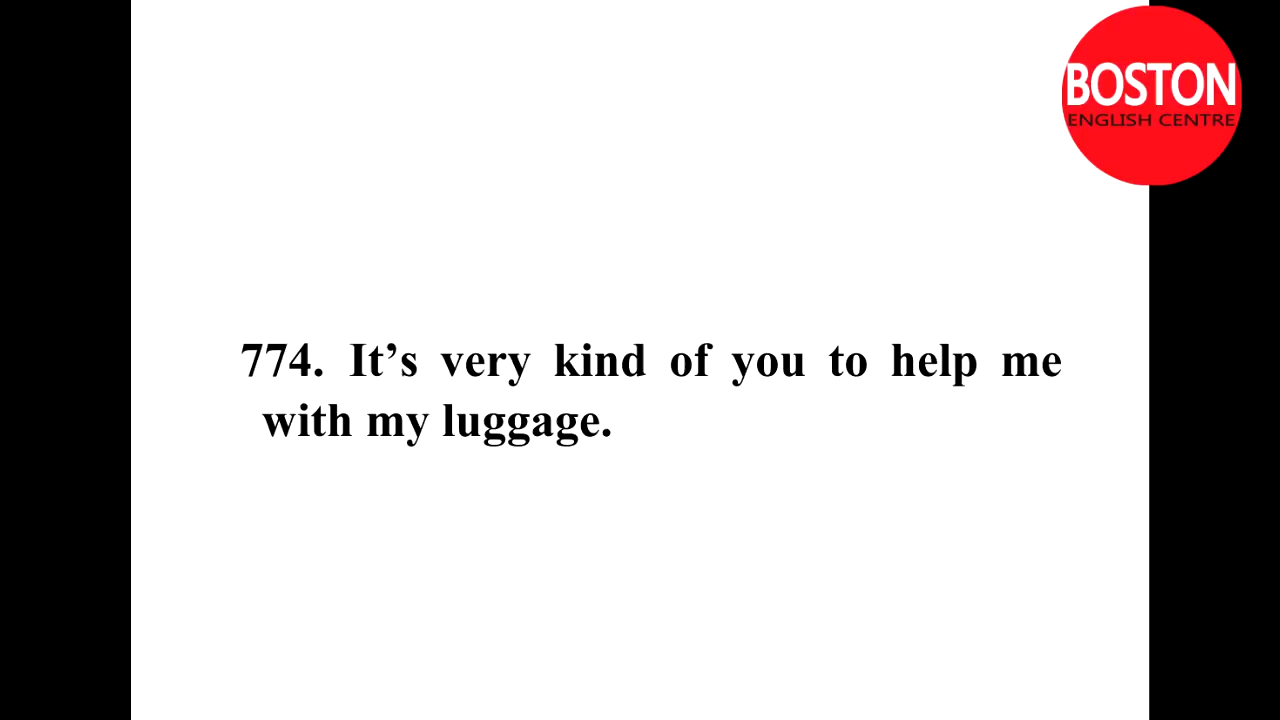 BOSTON
ENGLISH CENTRE
774. It’s very kind of you to help me
with my luggage.